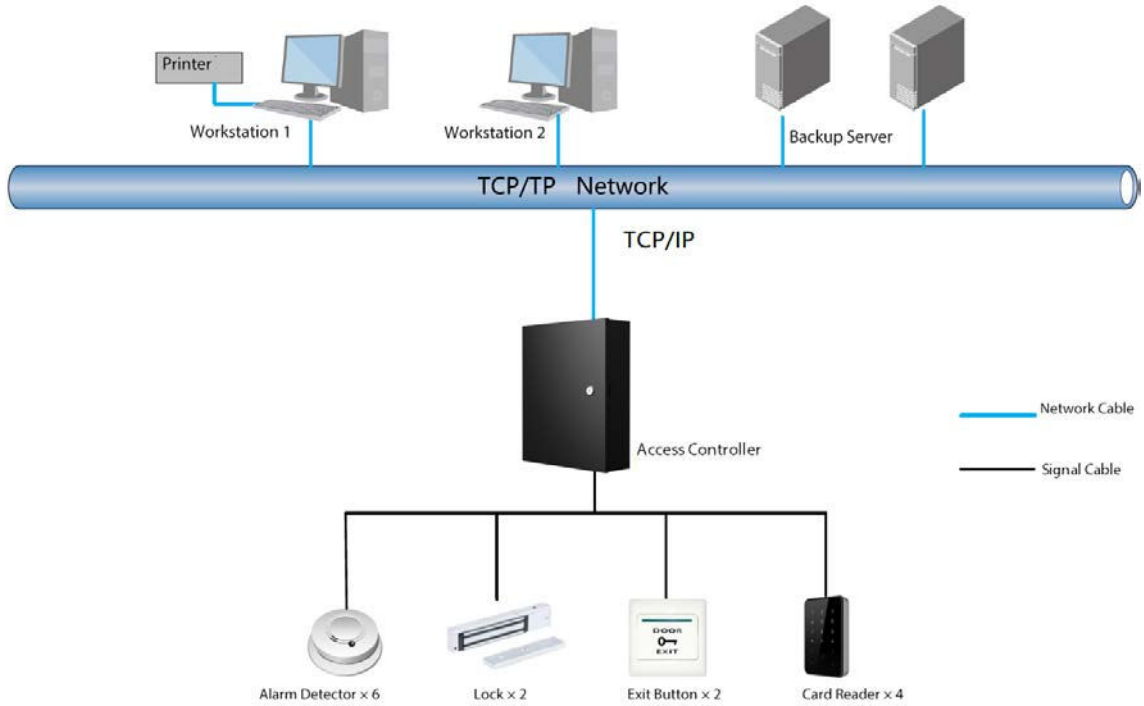 Printer
Workstation 1
Workstation 2
Backup Server
TCP/TP Network
TCP/IP
Access Controller
Network Cable
Signal Cable
DOOR
EXIT
Alarm Detector × 6
Lock × 2
Exit Button × 2
Card Reader × 4